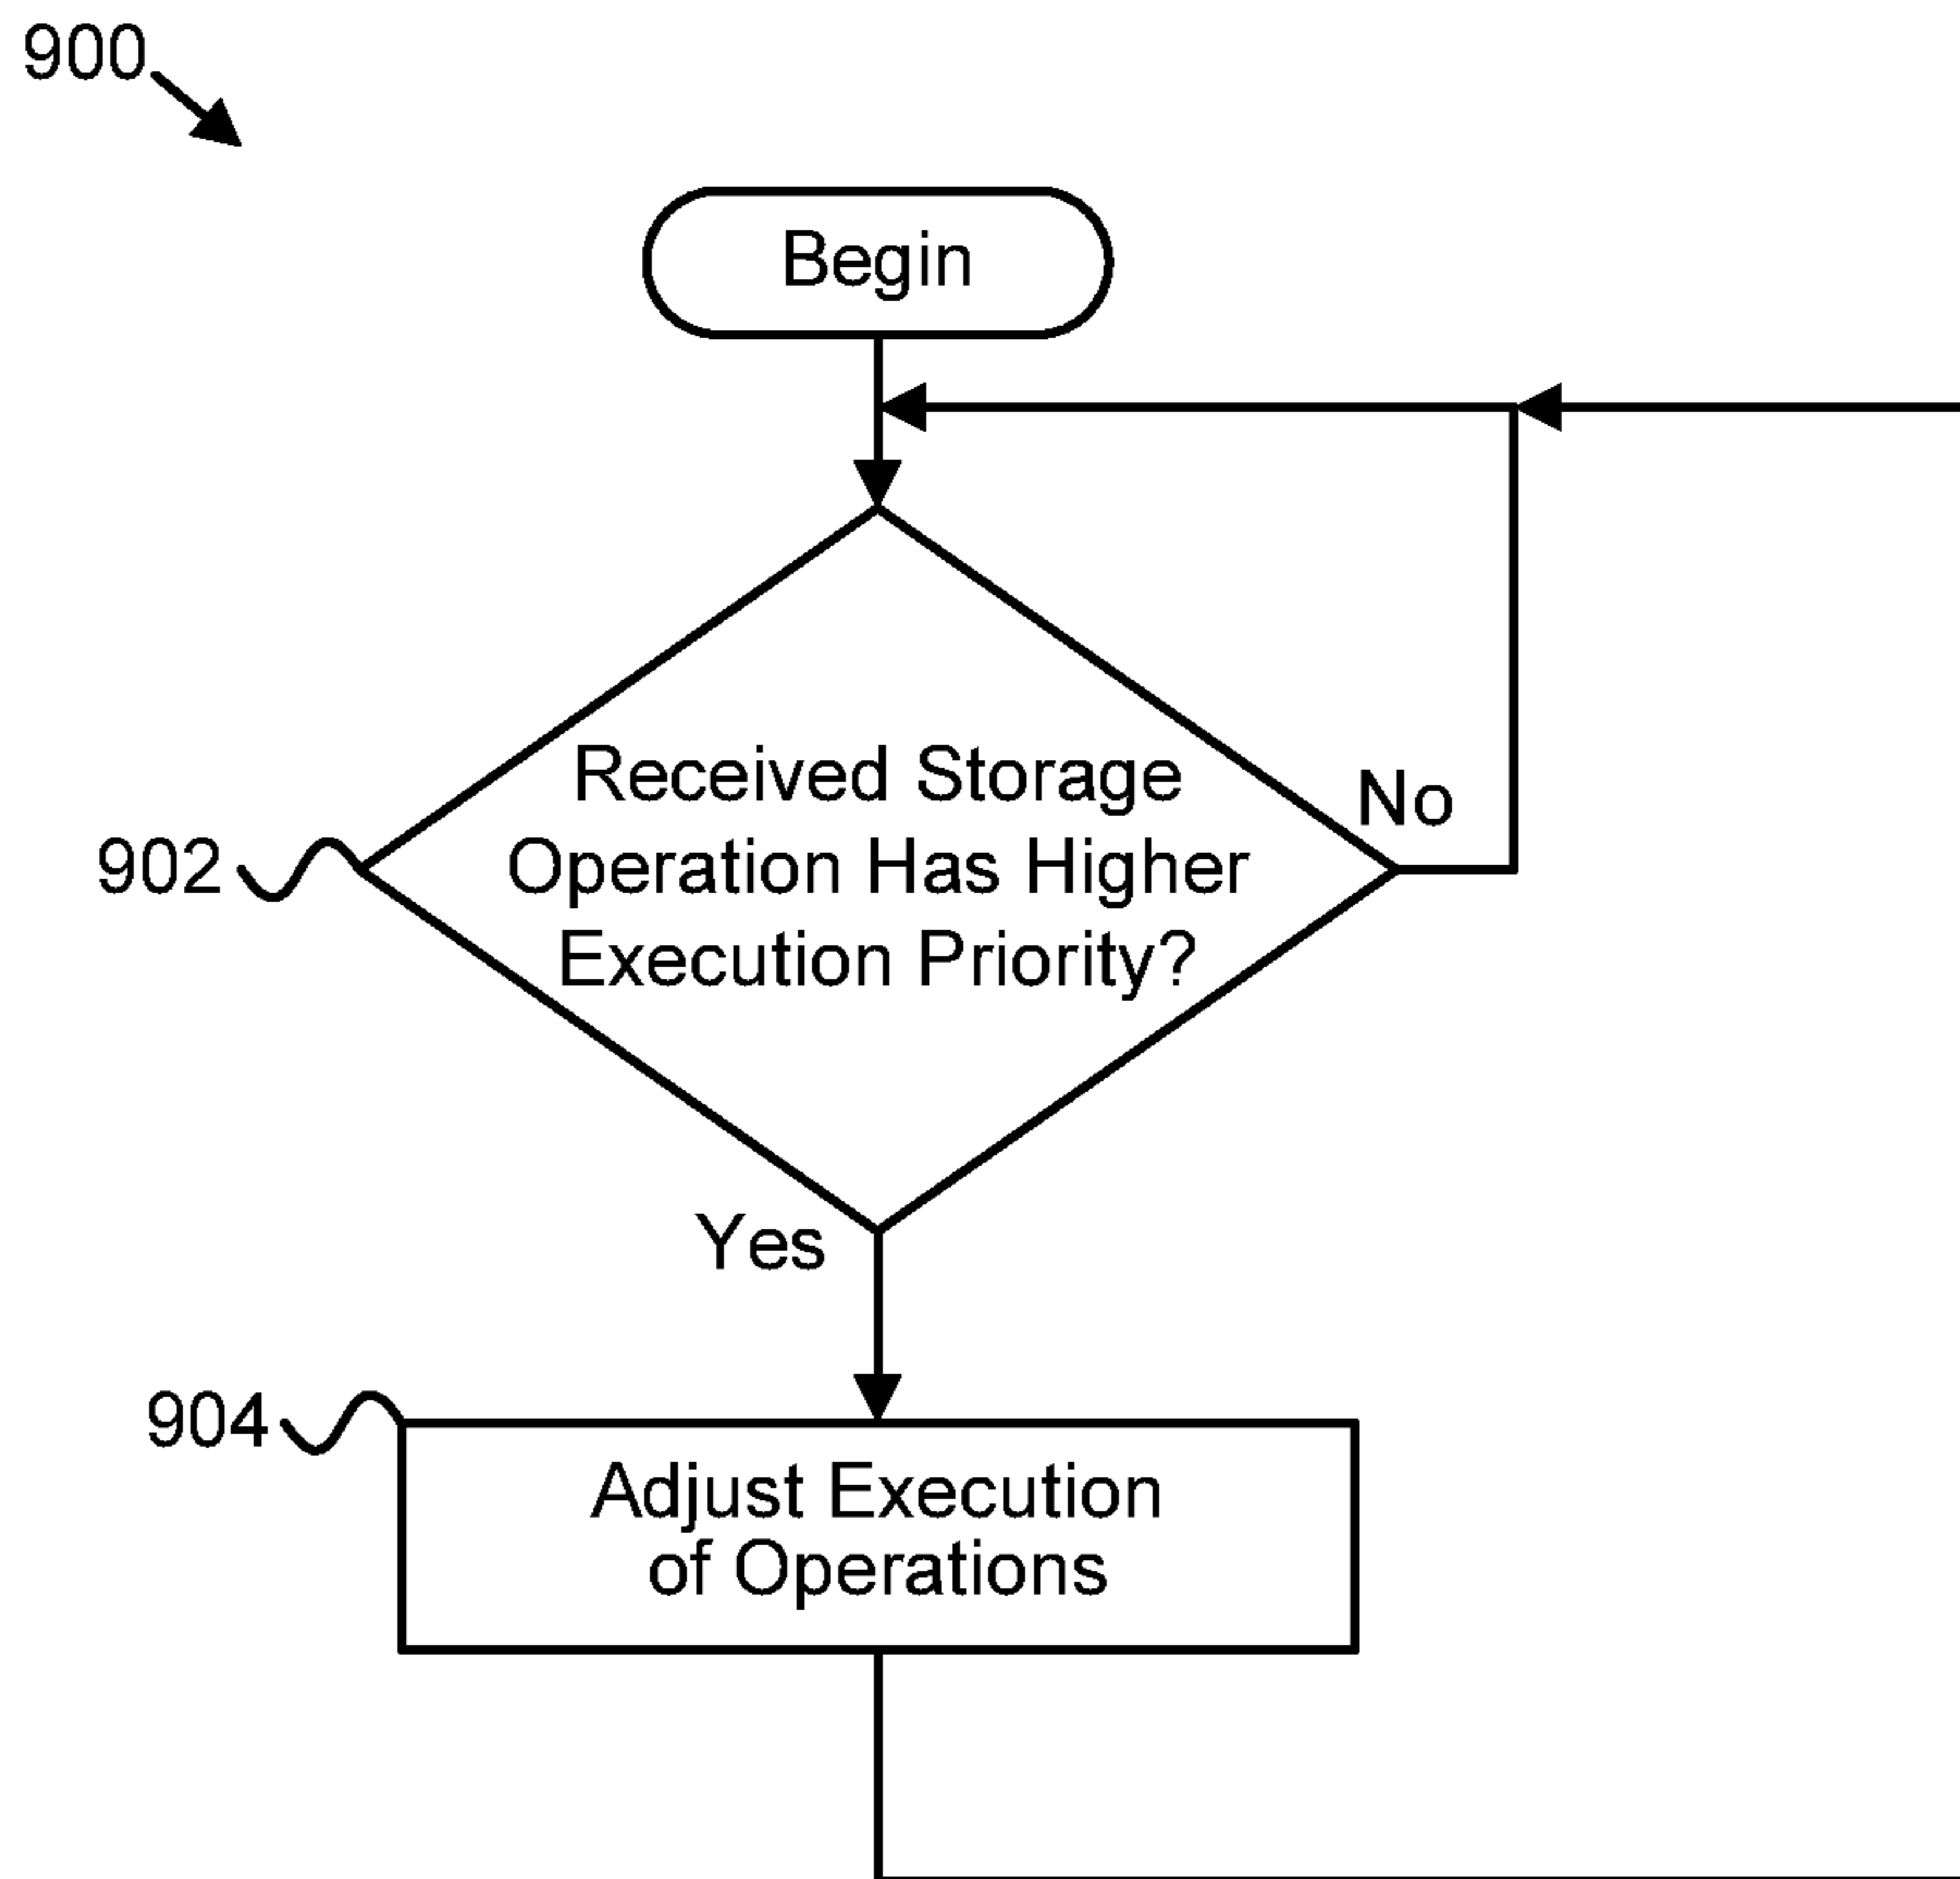 900
Begin
Received Storage
Operation Has Higher
Execution Priority?
No
902
Yes
904
Adjust Execution
of Operations